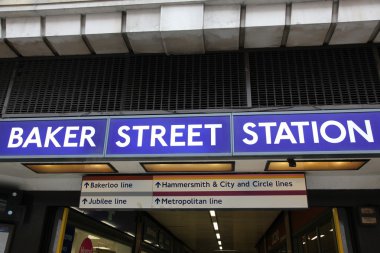 BAKER STREET STATION
↑ Bakerloo line
↑ Hammersmith & City and Circle lines
↑ Jubilee line
↑ Metropolitan line